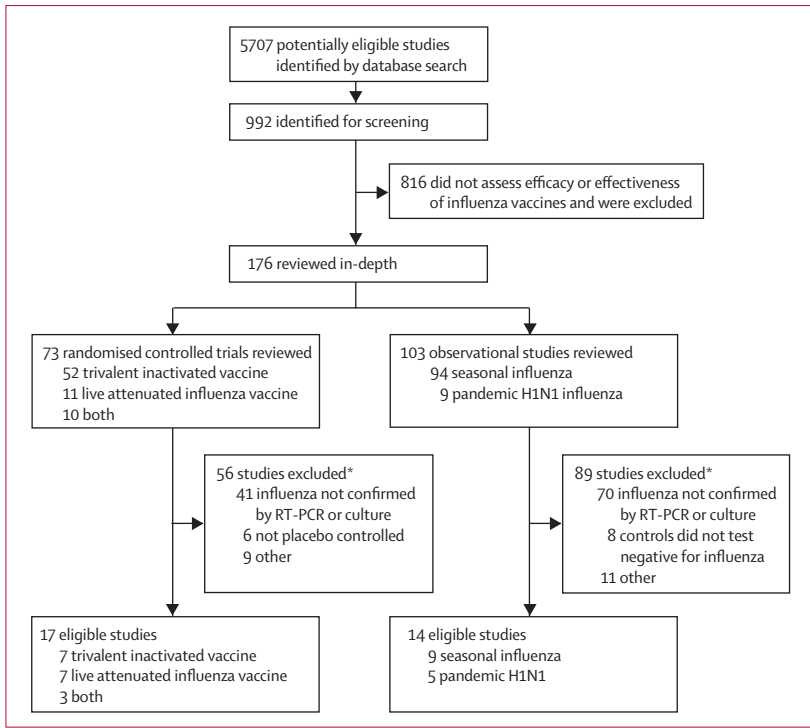 5707 potentially eligible studies
identified by database search
992 identified for screening
816 did not assess efficacy or effectiveness
of influenza vaccines and were excluded
176 reviewed in-depth
73 randomised controlled trials reviewed
52 trivalent inactivated vaccine
11 live attenuated influenza vaccine
10 both
103 observational studies reviewed
94 seasonal influenza
9 pandemic H1N1 influenza
56 studies excluded*
41 influenza not confirmed
by RT-PCR or culture
6 not placebo controlled
9 other
89 studies excluded*
70 influenza not confirmed
by RT-PCR or culture
8 controls did not test
negative for influenza
11 other
17 eligible studies
7 trivalent inactivated vaccine
7 live attenuated influenza vaccine
3 both
14 eligible studies
9 seasonal influenza
5 pandemic H1N1